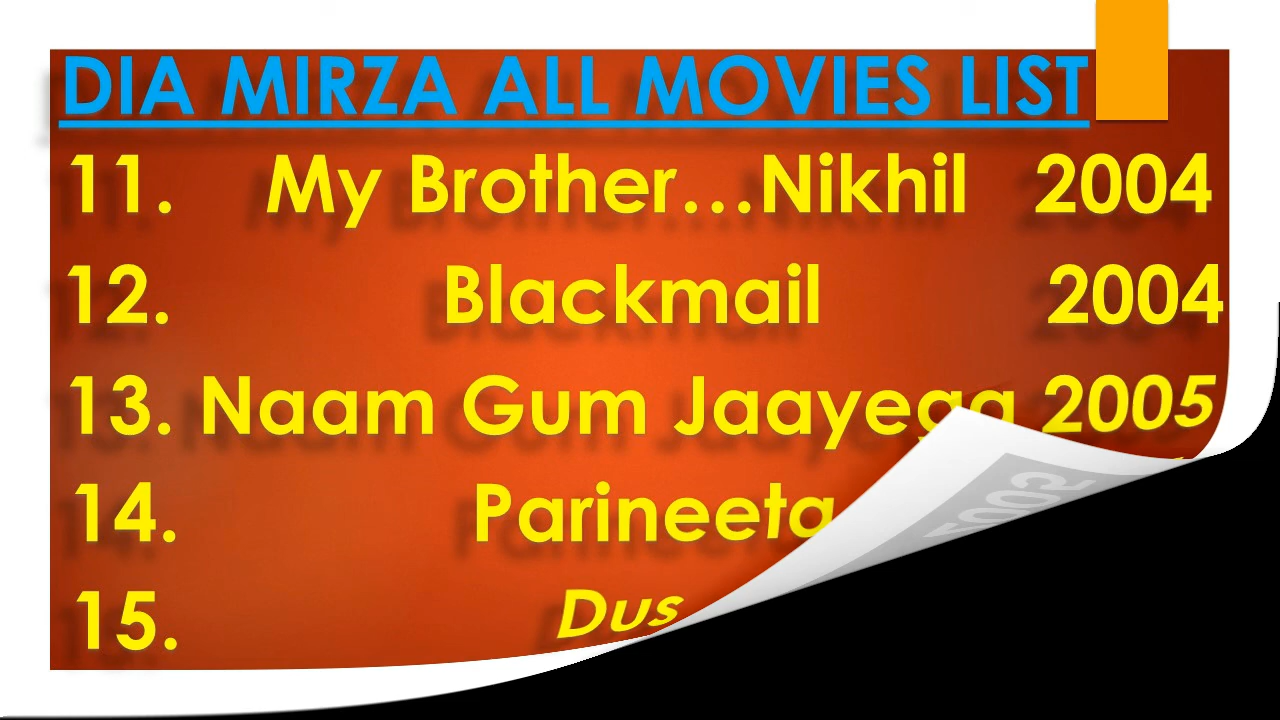 DIA MIRZA ALL MOVIES LIST
11. My Brother...Nikhil 2004
12. Blackmail 2004
13. Naam Gum Jaayega 2005
14. Parineeta
15. Dus